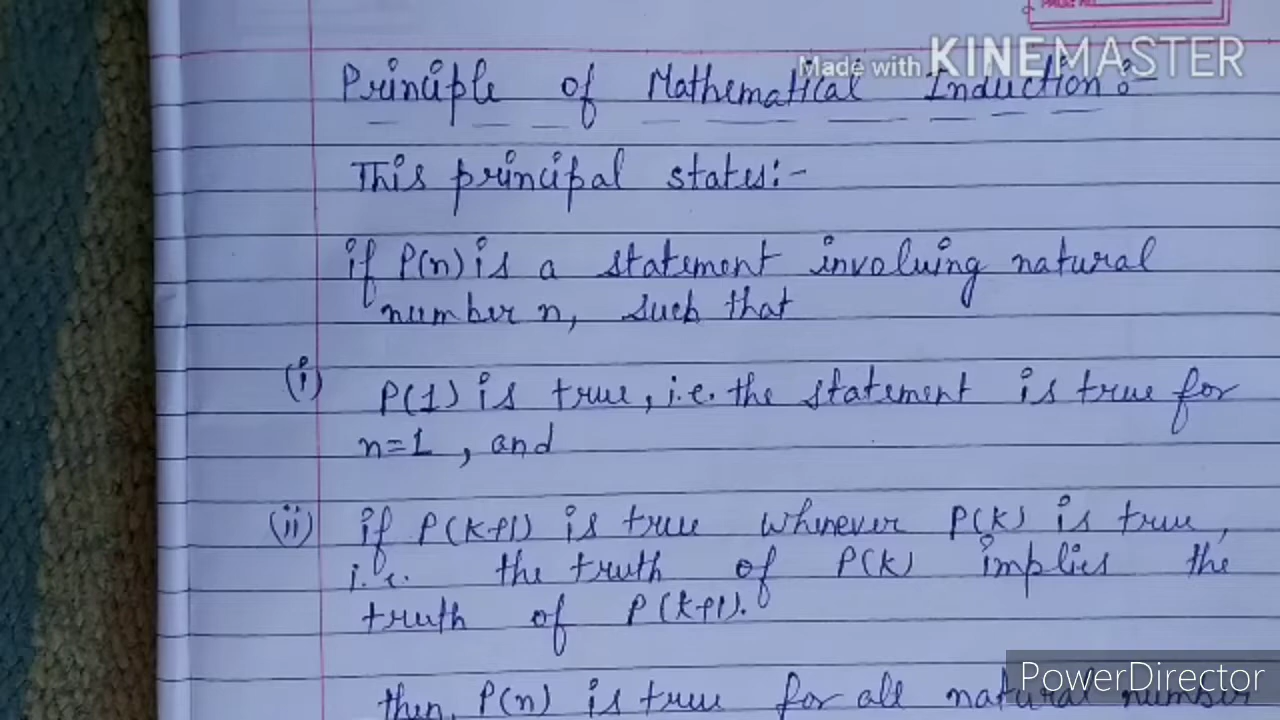 Made with KINEMASTER
Principle of Mathematical Induction :-
This principal states:-
if P(n) is a statement involving natural
number n, such that
(i) P(1) is true, i.e. the statement is true for
n=1, and
(ii) if P(k+1) is true whenever P(k) is true,
i.e. the truth of P(k) implies the
truth of P(k+1).
then, P(n) is true for all natural number
PowerDirector